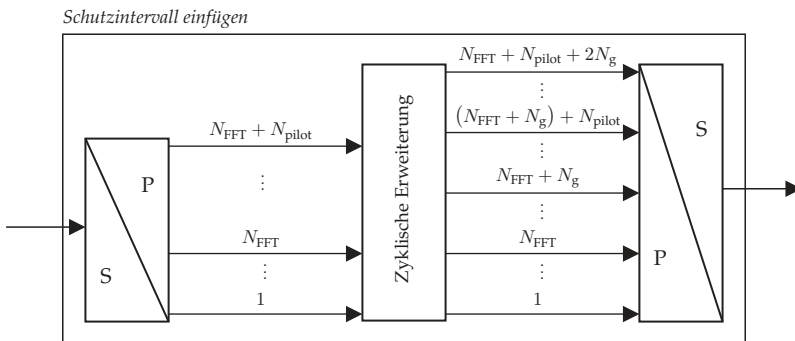 Schutzintervall einfügen
S
P
N_FFT + N_pilot
⋮
N_FFT
⋮
1
Zyklische Erweiterung
N_FFT + N_pilot + 2N_g
⋮
(N_FFT + N_g) + N_pilot
⋮
N_FFT + N_g
⋮
N_FFT
⋮
1
P
S